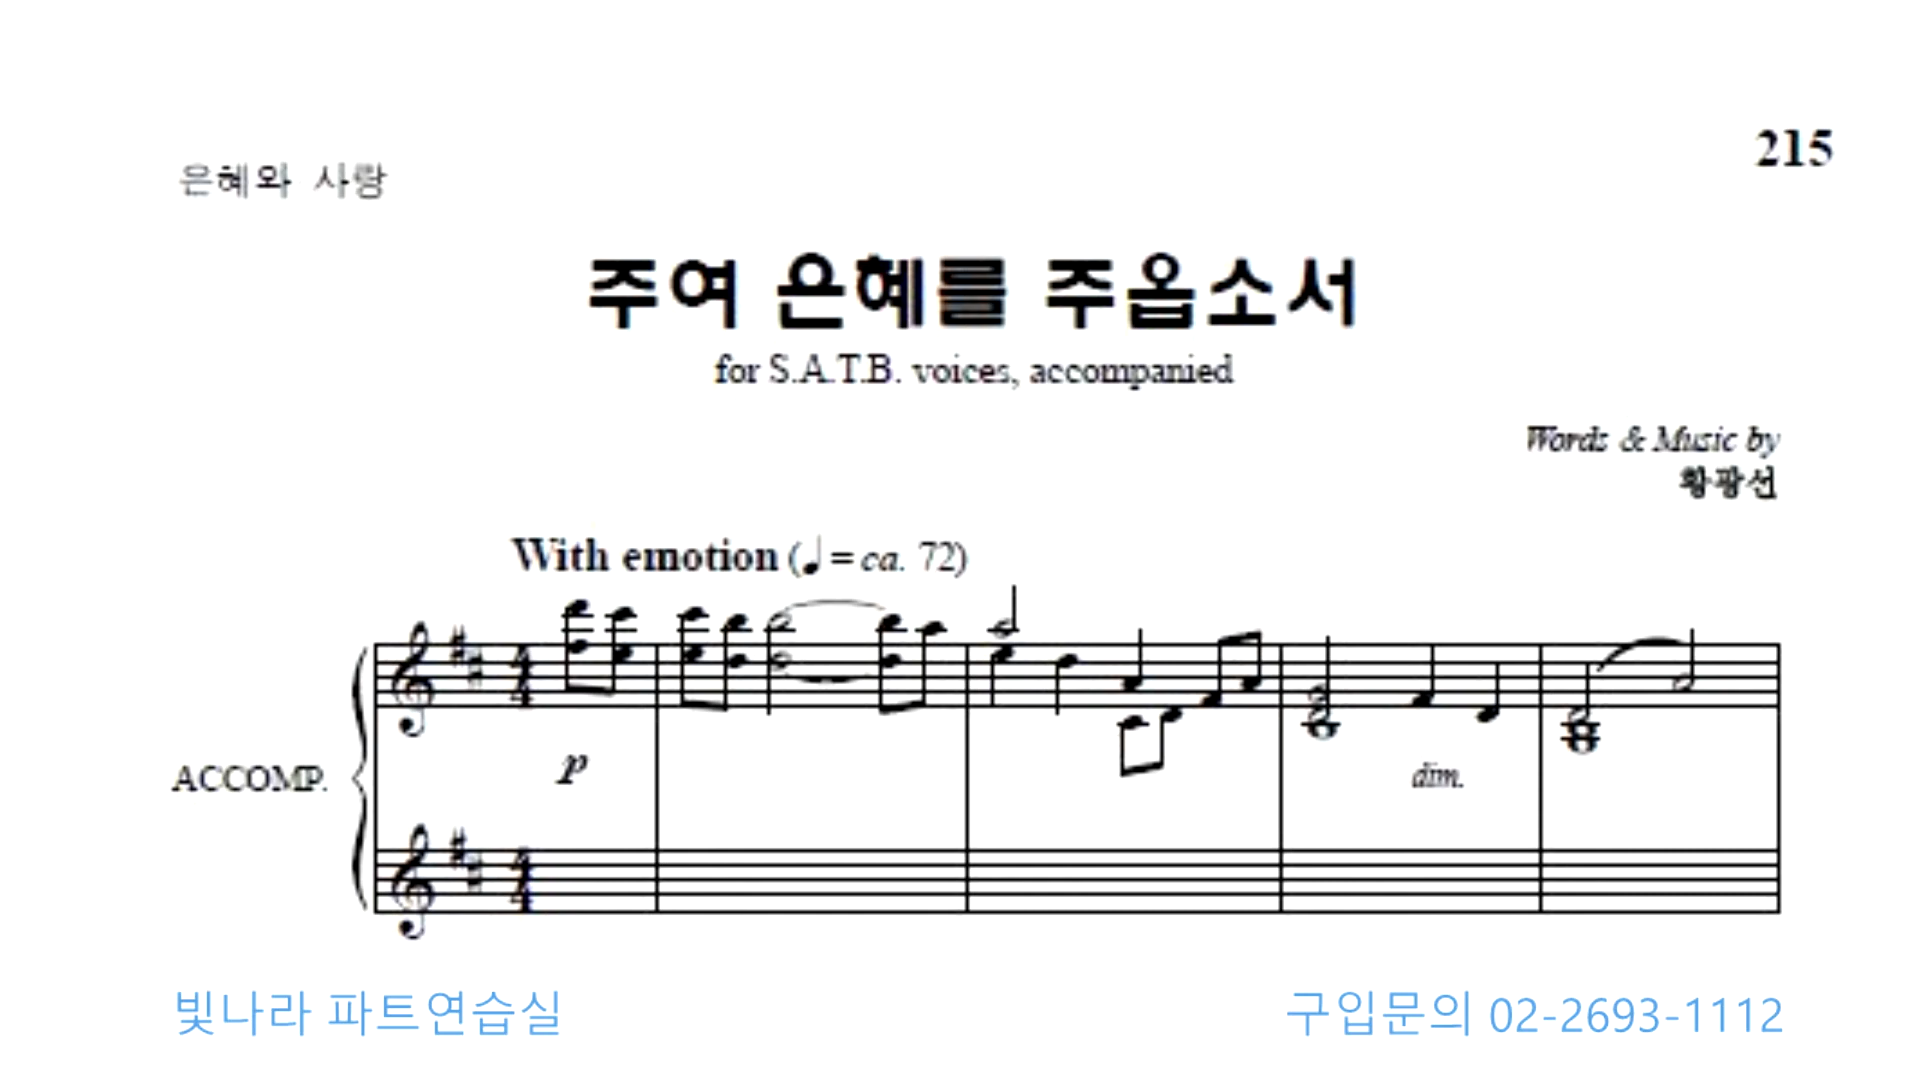 215
은혜와 사랑
주여 은혜를 주옵소서
for S.A.T.B. voices, accompanied
Words & Music by
황광선
With emotion (♩= ca. 72)
p
ACCOMP.
dim.
빛나라 파트연습실
구입문의 02-2693-1112